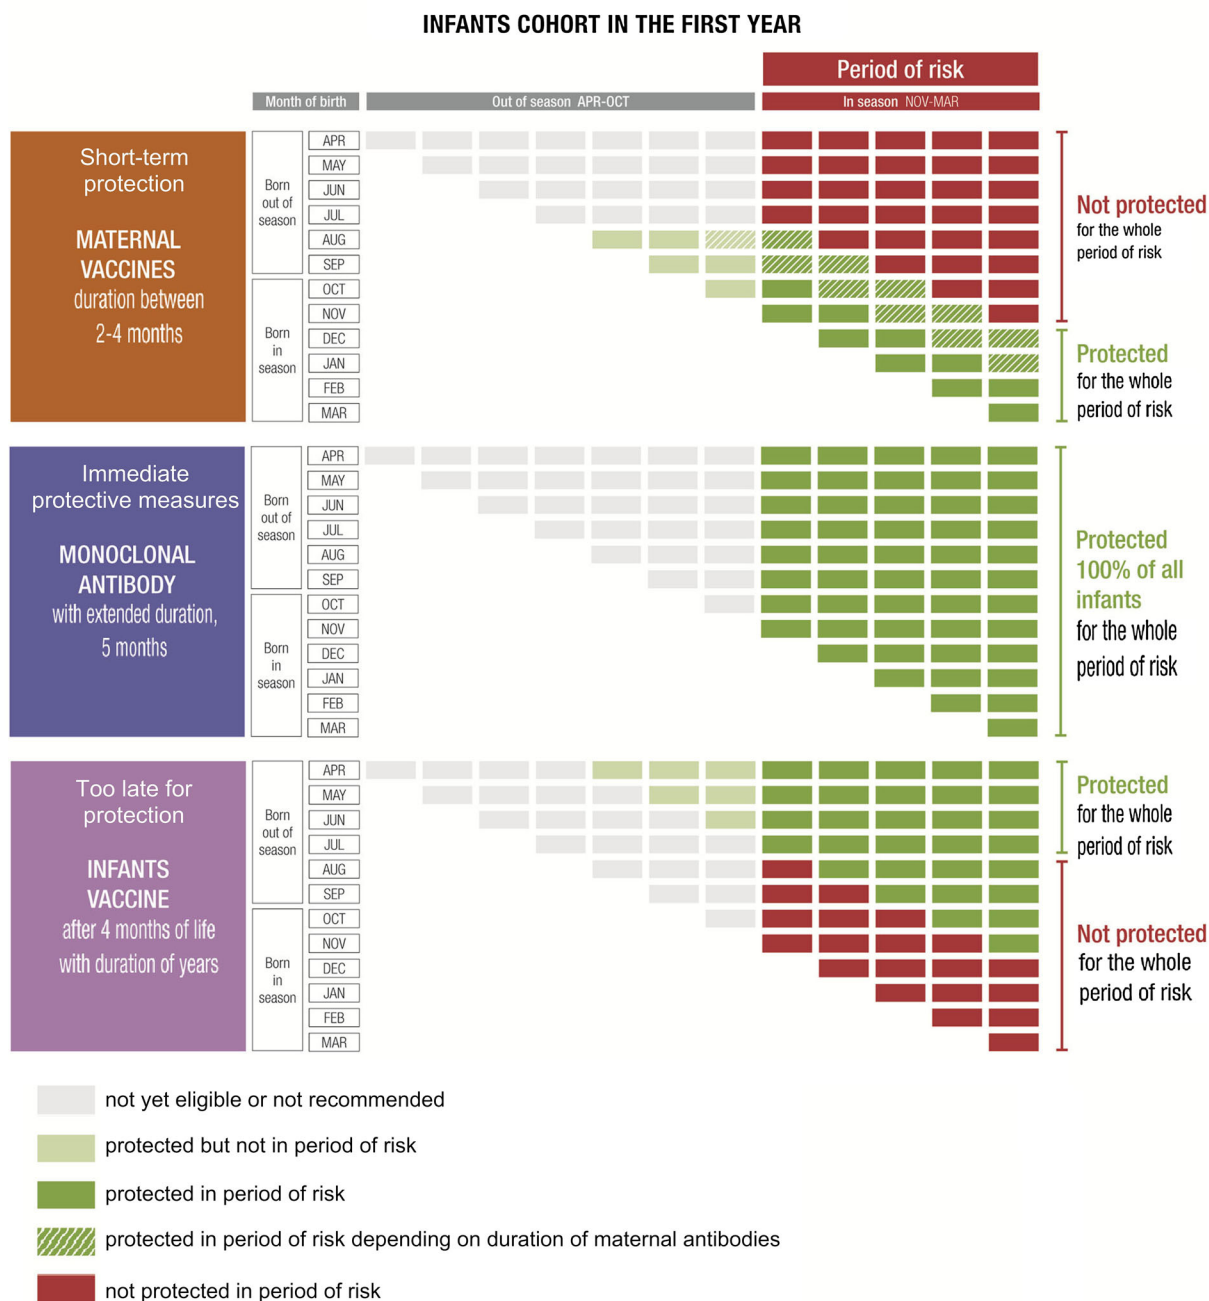 INFANTS COHORT IN THE FIRST YEAR
Period of risk
Month of birth
Out of season APR-OCT
In season NOV-MAR
Short-term
protection
MATERNAL
VACCINES
duration between
2-4 months
Born
out of
season
Born
in
season
APR
MAY
JUN
JUL
AUG
SEP
OCT
NOV
DEC
JAN
FEB
MAR
Not protected
for the whole
period of risk
Protected
for the whole
period of risk
Immediate
protective measures
MONOCLONAL
ANTIBODY
with extended duration,
5 months
Born
out of
season
Born
in
season
APR
MAY
JUN
JUL
AUG
SEP
OCT
NOV
DEC
JAN
FEB
MAR
Protected
100% of all
infants
for the whole
period of risk
Too late for
protection
INFANTS
VACCINE
after 4 months of life
with duration of years
Born
out of
season
Born
in
season
APR
MAY
JUN
JUL
AUG
SEP
OCT
NOV
DEC
JAN
FEB
MAR
Protected
for the whole
period of risk
Not protected
for the whole
period of risk
not yet eligible or not recommended
protected but not in period of risk
protected in period of risk
protected in period of risk depending on duration of maternal antibodies
not protected in period of risk